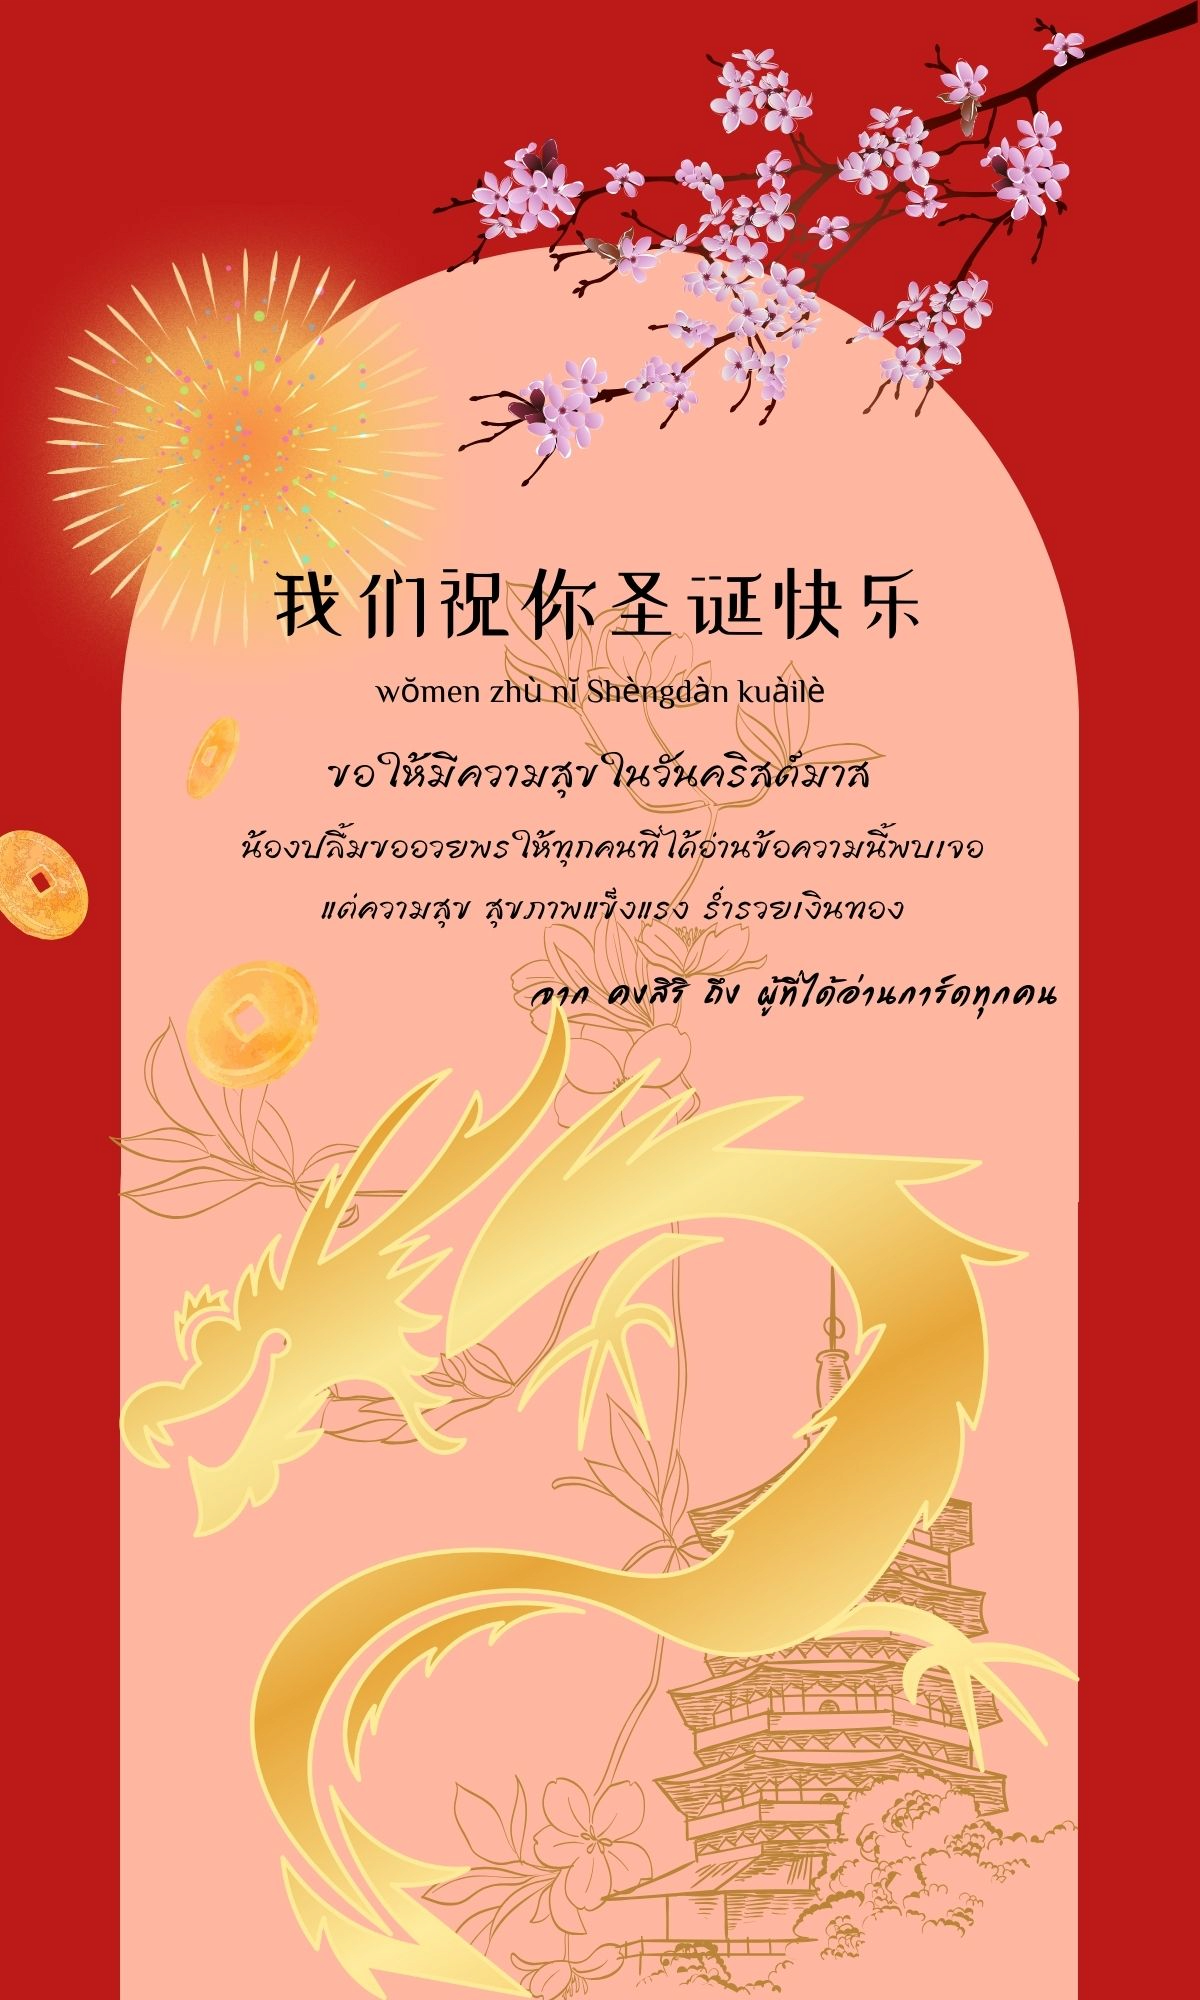 我们祝你圣诞快乐
wǒmen zhù nǐ Shèngdàn kuàilè
ขอให้มีความสุขในวันคริสต์มาส
น้องปลื้มขออวยพรให้ทุกคนที่ได้อ่านข้อความนี้พบเจอ
แต่ความสุข สุขภาพแข็งแรง ร่ำรวยเงินทอง
จาก คงสิริ ถึง ผู้ที่ได้อ่านการ์ดทุกคน